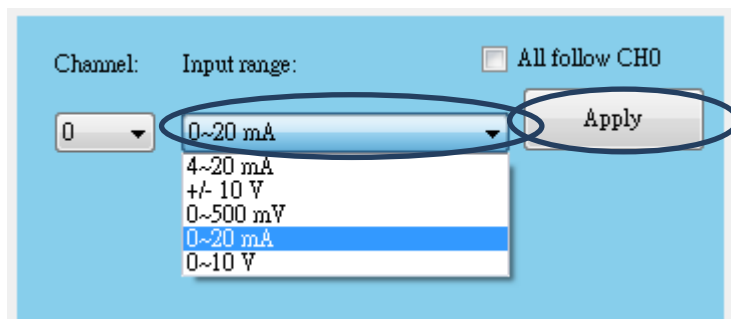 Channel: Input range: All follow CH0
0 0~20 mA Apply
4~20 mA
+/- 10 V
0~500 mV
0~20 mA
0~10 V